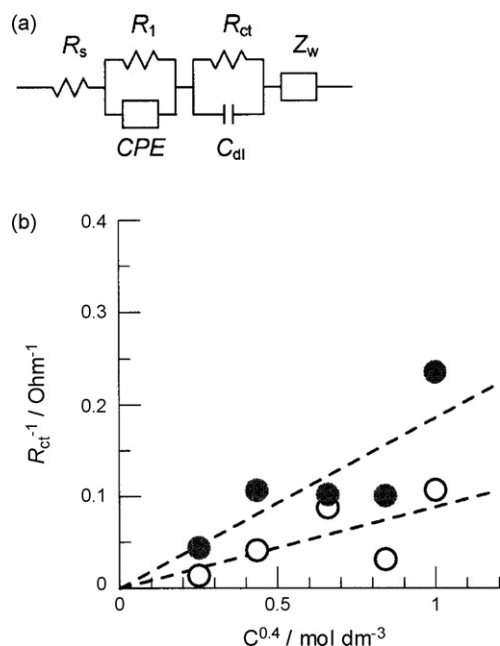 (a)
Rs
R1
Rct
Zw
CPE
Cdl
(b)
0.4
0.3
0.2
0.1
0
Rct-1 / Ohm-1
0
0.5
1
C0.4 / mol dm-3